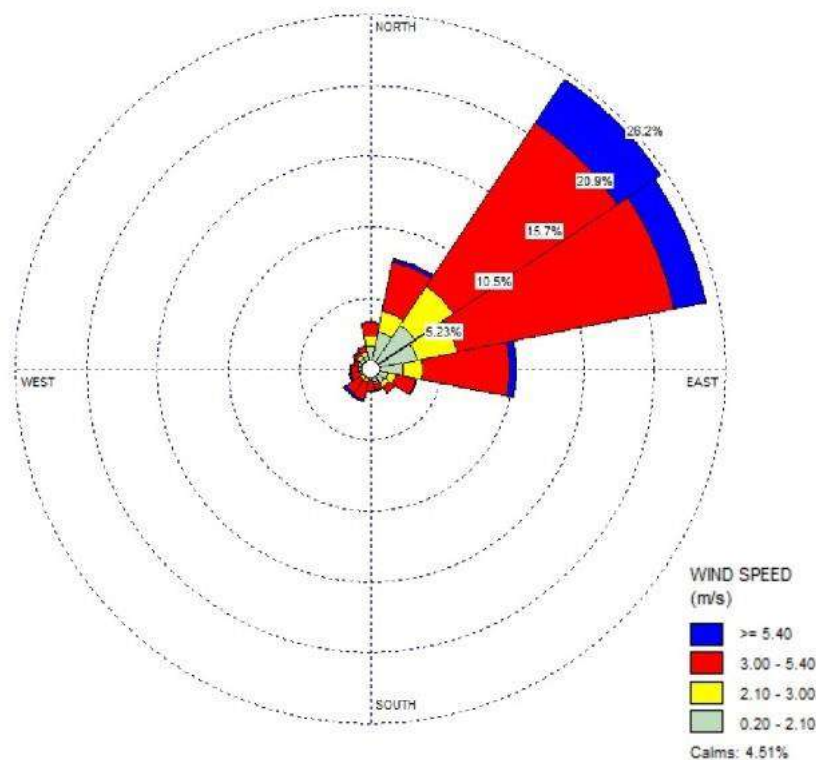 NORTH
26.2%
20.9%
15.7%
10.5%
5.23%
WEST
EAST
SOUTH
WIND SPEED
(m/s)
>= 5.40
3.00 - 5.40
2.10 - 3.00
0.20 - 2.10
Calms: 4.51%